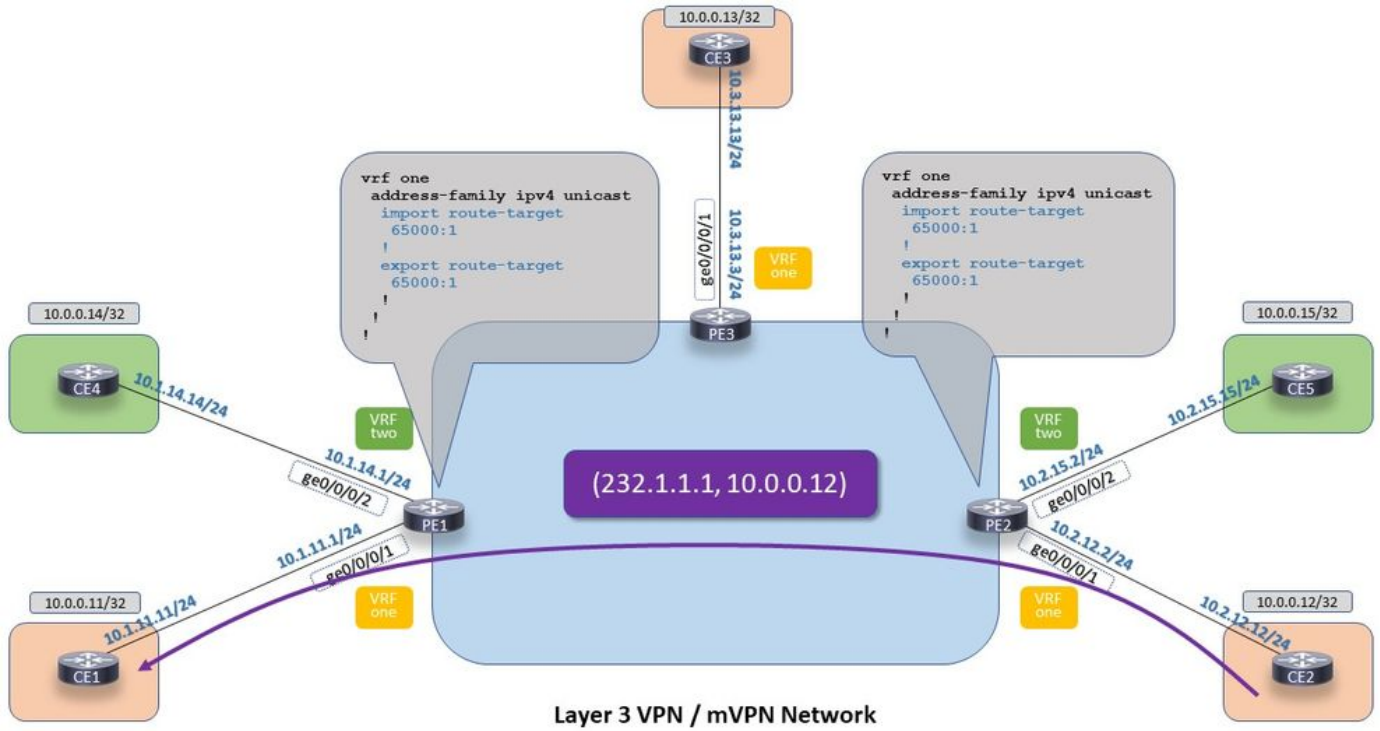 10.0.0.13/32
CE3
10.3.13.13/24
vrf one
address-family ipv4 unicast
import route-target
65000:1
!
export route-target
65000:1
!
!
!
vrf one
address-family ipv4 unicast
import route-target
65000:1
!
export route-target
65000:1
!
!
!
ge0/0/0/1
10.3.13.3/24
VRF
one
PE3
10.0.0.14/32
CE4
10.1.14.14/24
VRF
two
10.1.14.1/24
ge0/0/0/2
PE1
10.0.0.15/32
CE5
10.2.15.15/24
VRF
two
10.2.15.2/24
ge0/0/0/2
PE2
(232.1.1.1, 10.0.0.12)
10.1.11.1/24
ge0/0/0/1
VRF
one
10.0.0.11/32
10.1.11.11/24
CE1
10.2.12.2/24
ge0/0/0/1
VRF
one
10.0.0.12/32
10.2.12.12/24
CE2
Layer 3 VPN / mVPN Network